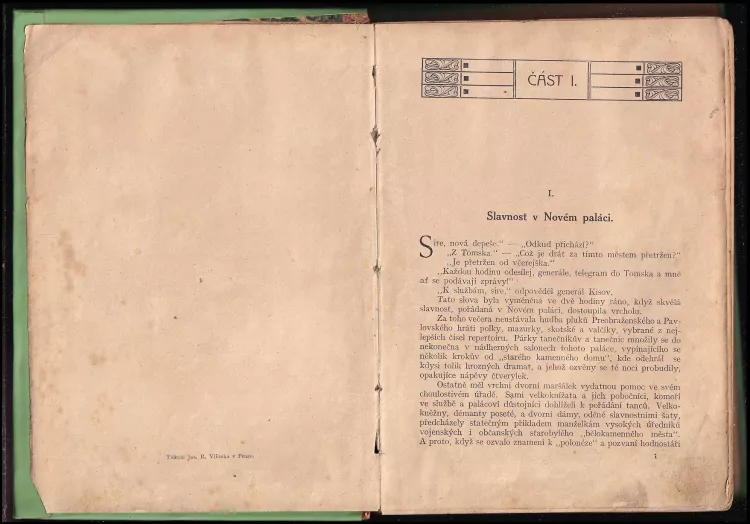 Tiskem Jos. R. Vilímka v Praze.
ČÁST I.
I.
Slavnost v Novém paláci.
Sire, nová depeše.“ — „Odkud přichází?“
„Z Tomska.“ — „Což je drát za tímto městem přetržen?“
„Je přetržen od včerejška.“
„Každou hodinu odesílej, generále, telegram do Tomska a mně
ať se podávají zprávy!“
„K službám, sire,“ odpověděl generál Kisov.
Tato slova byla vyměněna ve dvě hodiny ráno, když skvělá
slavnost, pořádaná v Novém paláci, dostoupila vrcholu.
Za toho večera neustávala hudba pluků Preobraženského a Pav-
lovského hráti polky, mazurky, skotské a valčíky, vybrané z nej-
lepších čísel repertoiru. Párky tanečníkův a tanečnic množily se do
nekonečna v nádherných salonech tohoto paláce, vypínajícího se
několik krokův od „starého kamenného domu“, kde odehrál se
kdysi tolik hrozných dramat, a jehož ozvěny se té noci probudily,
opakujíce nápěvy čtverylek.
Ostatně měl vrchní dvorní maršálek vydatnou pomoc ve svém
choulostivém úřadě. Sami velkoknížata a jich pobočníci, komoří
ve službě a palácoví důstojníci dohlíželi k pořádání tanců. Velko-
kněžny, démanty poseté, a dvorní dámy, oděné slavnostními šaty,
předcházely statečným příkladem manželkám vysokých úředníků
vojenských i občanských starobylého „bělokamenného města“.
A proto, když se ozvalo znamení k „polonéze“ a pozvaní hodnostáři
1